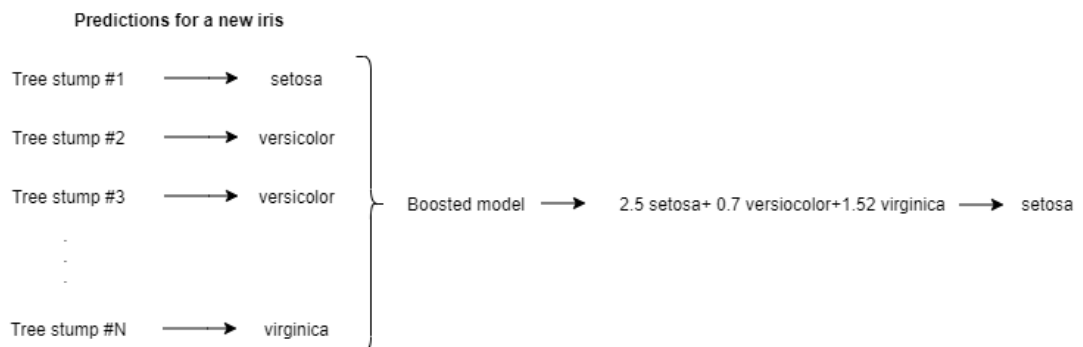 Predictions for a new iris
Tree stump #1 setosa
Tree stump #2 versicolor
Tree stump #3 versicolor
Boosted model 2.5 setosa+ 0.7 versiocolor+1.52 virginica setosa
Tree stump #N virginica